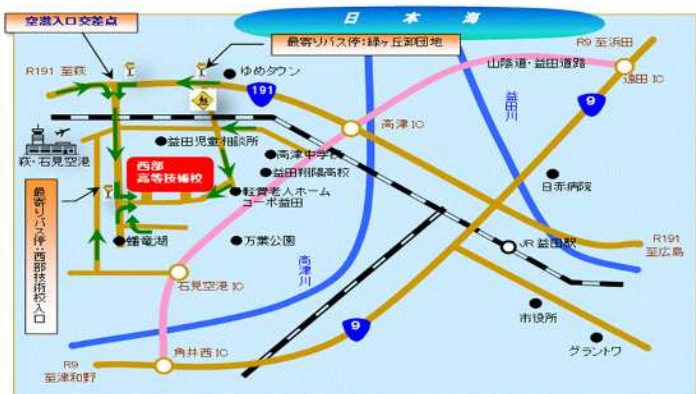 日 本 海
空港入口交差点
最寄りバス停：緑ヶ丘卸団地
R9 至浜田
R191 至萩
ゆめタウン
山陰道・益田道路
遠田 IC
191
9
益田川
高津 IC
萩・石見空港
益田児童相談所
高津中学校
西部
高等技術校
益田翔陽高校
日赤病院
軽費老人ホーム
コーポ益田
最寄りバス停：西部技術校入口
蟠竜湖
万葉公園
JR 益田駅
R191
至広島
高津川
石見空港 IC
市役所
9
グラントワ
R9
至津和野
角井西 IC